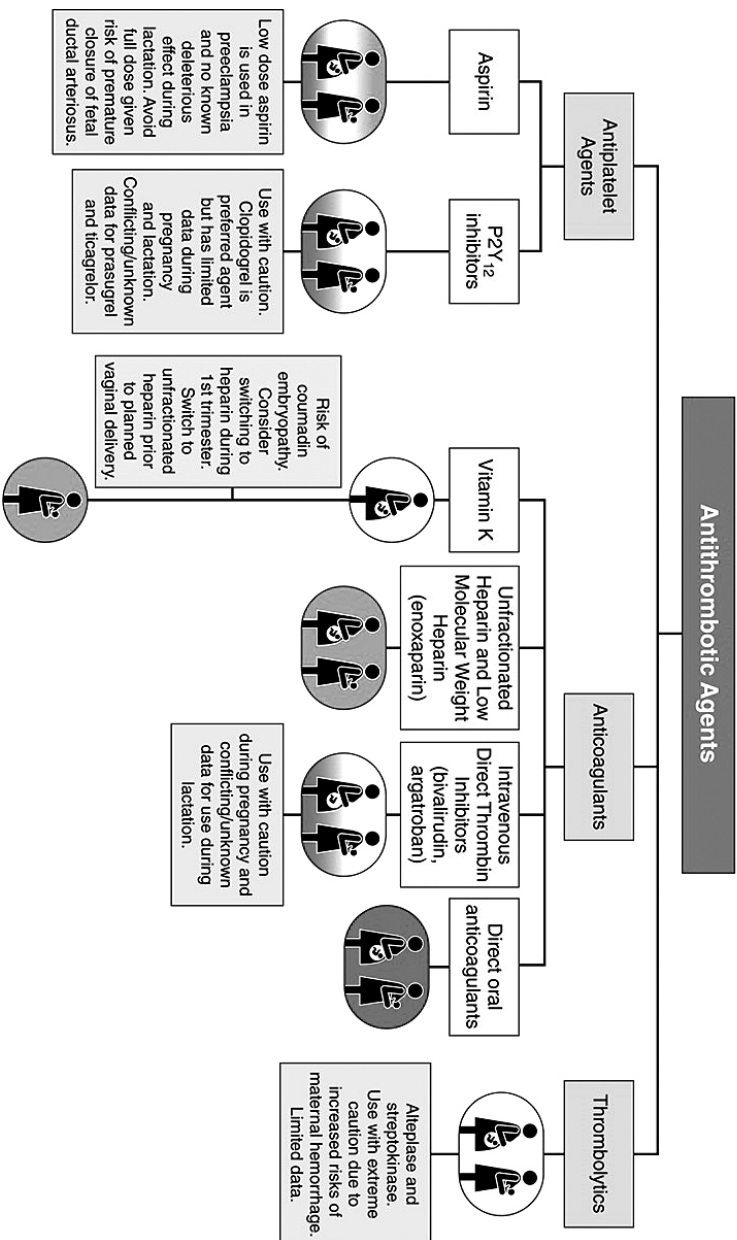 Antithrombotic Agents
Antiplatelet
Agents
Aspirin
Low dose aspirin
is used in
preeclampsia
and no known
deleterious
effect during
lactation. Avoid
full dose given
risk of premature
closure of fetal
ductal arteriosus.
P2Y12
inhibitors
Use with caution.
Clopidogrel is
preferred agent
but has limited
data during
pregnancy
and lactation.
Conflicting/unknown
data for prasugrel
and ticagrelor.
Anticoagulants
Vitamin K
Risk of
coumadin
embryopathy.
Consider
switching to
heparin during
1st trimester.
Switch to
unfractionated
heparin prior
to planned
vaginal delivery.
Unfractionated
Heparin and Low
Molecular Weight
Heparin
(enoxaparin)
Intravenous
Direct Thrombin
Inhibitors
(bivalirudin,
argatroban)
Use with caution
during pregnancy and
conflicting/unknown
data for use during
lactation.
Direct oral
anticoagulants
Thrombolytics
Alteplase and
streptokinase.
Use with extreme
caution due to
increased risks of
maternal hemorrhage.
Limited data.